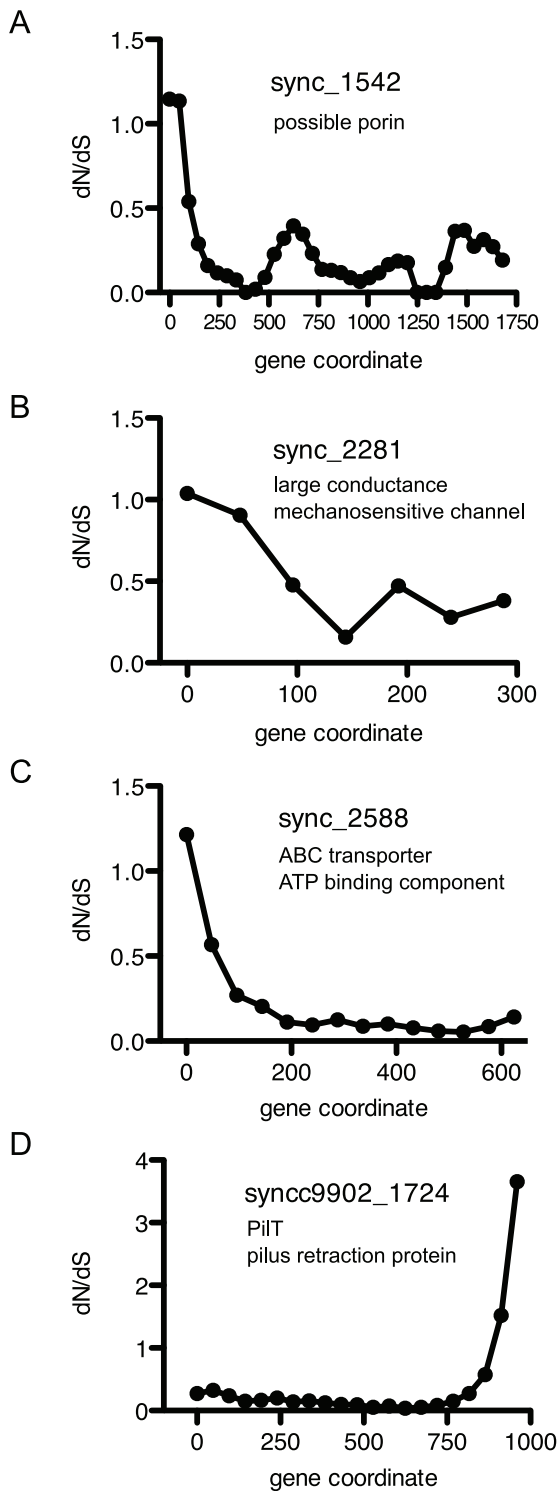 A
1.5
sync_1542
possible porin
1.0
dN/dS
0.5
0.0
0 250 500 750 1000 1250 1500 1750
gene coordinate
B
1.5
sync_2281
large conductance
mechanosensitive channel
1.0
dN/dS
0.5
0.0
0 100 200 300
gene coordinate
C
1.5
sync_2588
ABC transporter
ATP binding component
1.0
dN/dS
0.5
0.0
0 200 400 600
gene coordinate
D
4
syncc9902_1724
PilT
pilus retraction protein
3
dN/dS
2
1
0
0 250 500 750 1000
gene coordinate